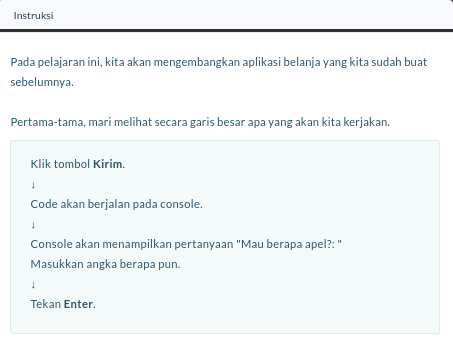 Instruksi
Pada pelajaran ini, kita akan mengembangkan aplikasi belanja yang kita sudah buat
sebelumnya.
Pertama-tama, mari melihat secara garis besar apa yang akan kita kerjakan.
Klik tombol Kirim.
↓
Code akan berjalan pada console.
↓
Console akan menampilkan pertanyaan "Mau berapa apel?: "
Masukkan angka berapa pun.
↓
Tekan Enter.